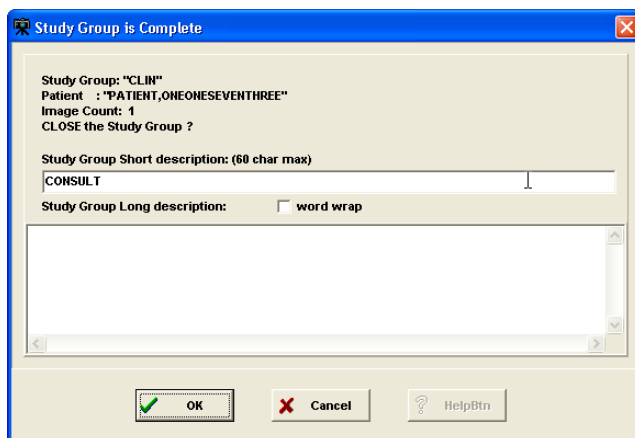 Study Group is Complete
Study Group: "CLIN"
Patient : "PATIENT,ONEONESEVENTHREE"
Image Count: 1
CLOSE the Study Group ?
Study Group Short description: (60 char max)
CONSULT
Study Group Long description: word wrap
OK Cancel HelpBtn